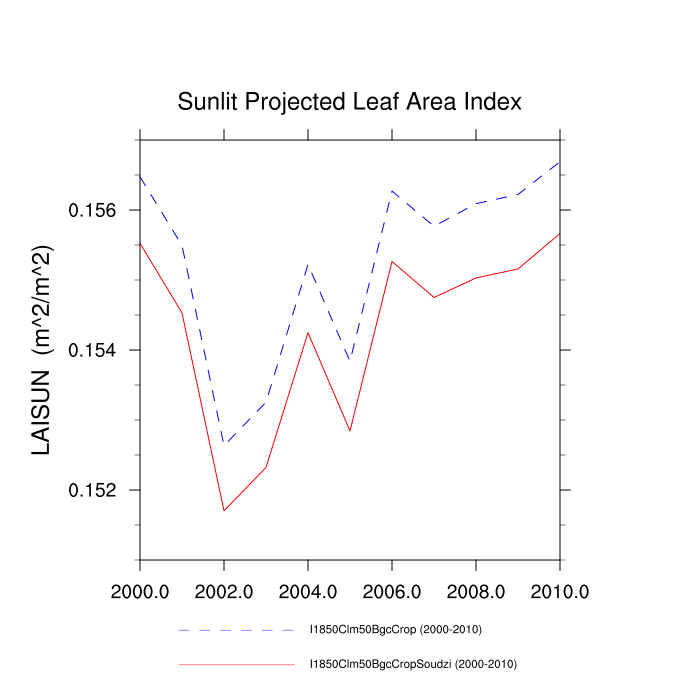 Sunlit Projected Leaf Area Index
LAISUN (m^2/m^2)
0.156
0.154
0.152
2000.0 2002.0 2004.0 2006.0 2008.0 2010.0
I1850Clm50BgcCrop (2000-2010)
I1850Clm50BgcCropSoudzi (2000-2010)